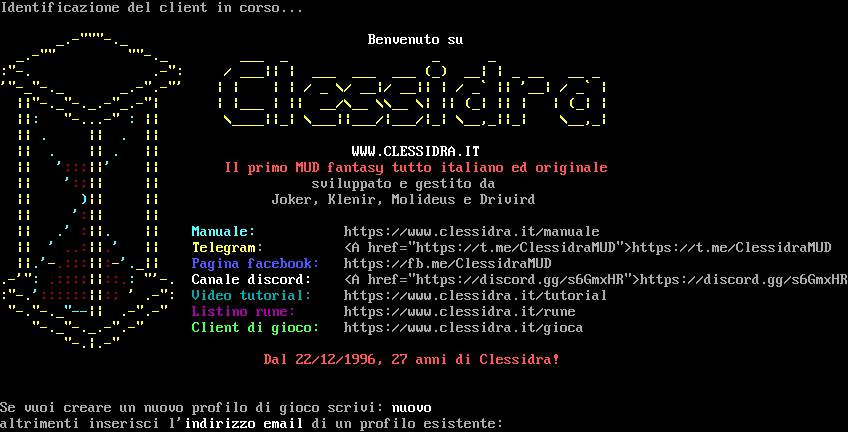 Identificazione del client in corso...
Benvenuto su
Clessidra
WWW.CLESSIDRA.IT
Il primo MUD fantasy tutto italiano ed originale
sviluppato e gestito da
Joker, Klenir, Molideus e Drivird
Manuale: https://www.clessidra.it/manuale
Telegram: <A href="https://t.me/ClessidraMUD">https://t.me/ClessidraMUD
Pagina facebook: https://fb.me/ClessidraMUD
Canale discord: <A href="https://discord.gg/s6GmxHR">https://discord.gg/s6GmxHR
Video tutorial: https://www.clessidra.it/tutorial
Listino rune: https://www.clessidra.it/rune
Client di gioco: https://www.clessidra.it/gioca
Dal 22/12/1996, 27 anni di Clessidra!
Se vuoi creare un nuovo profilo di gioco scrivi: nuovo
altrimenti inserisci l'indirizzo email di un profilo esistente: